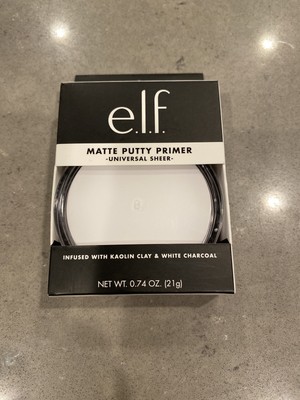 e.l.f.
MATTE PUTTY PRIMER
-UNIVERSAL SHEER-
INFUSED WITH KAOLIN CLAY & WHITE CHARCOAL
NET WT. 0.74 OZ. (21g)